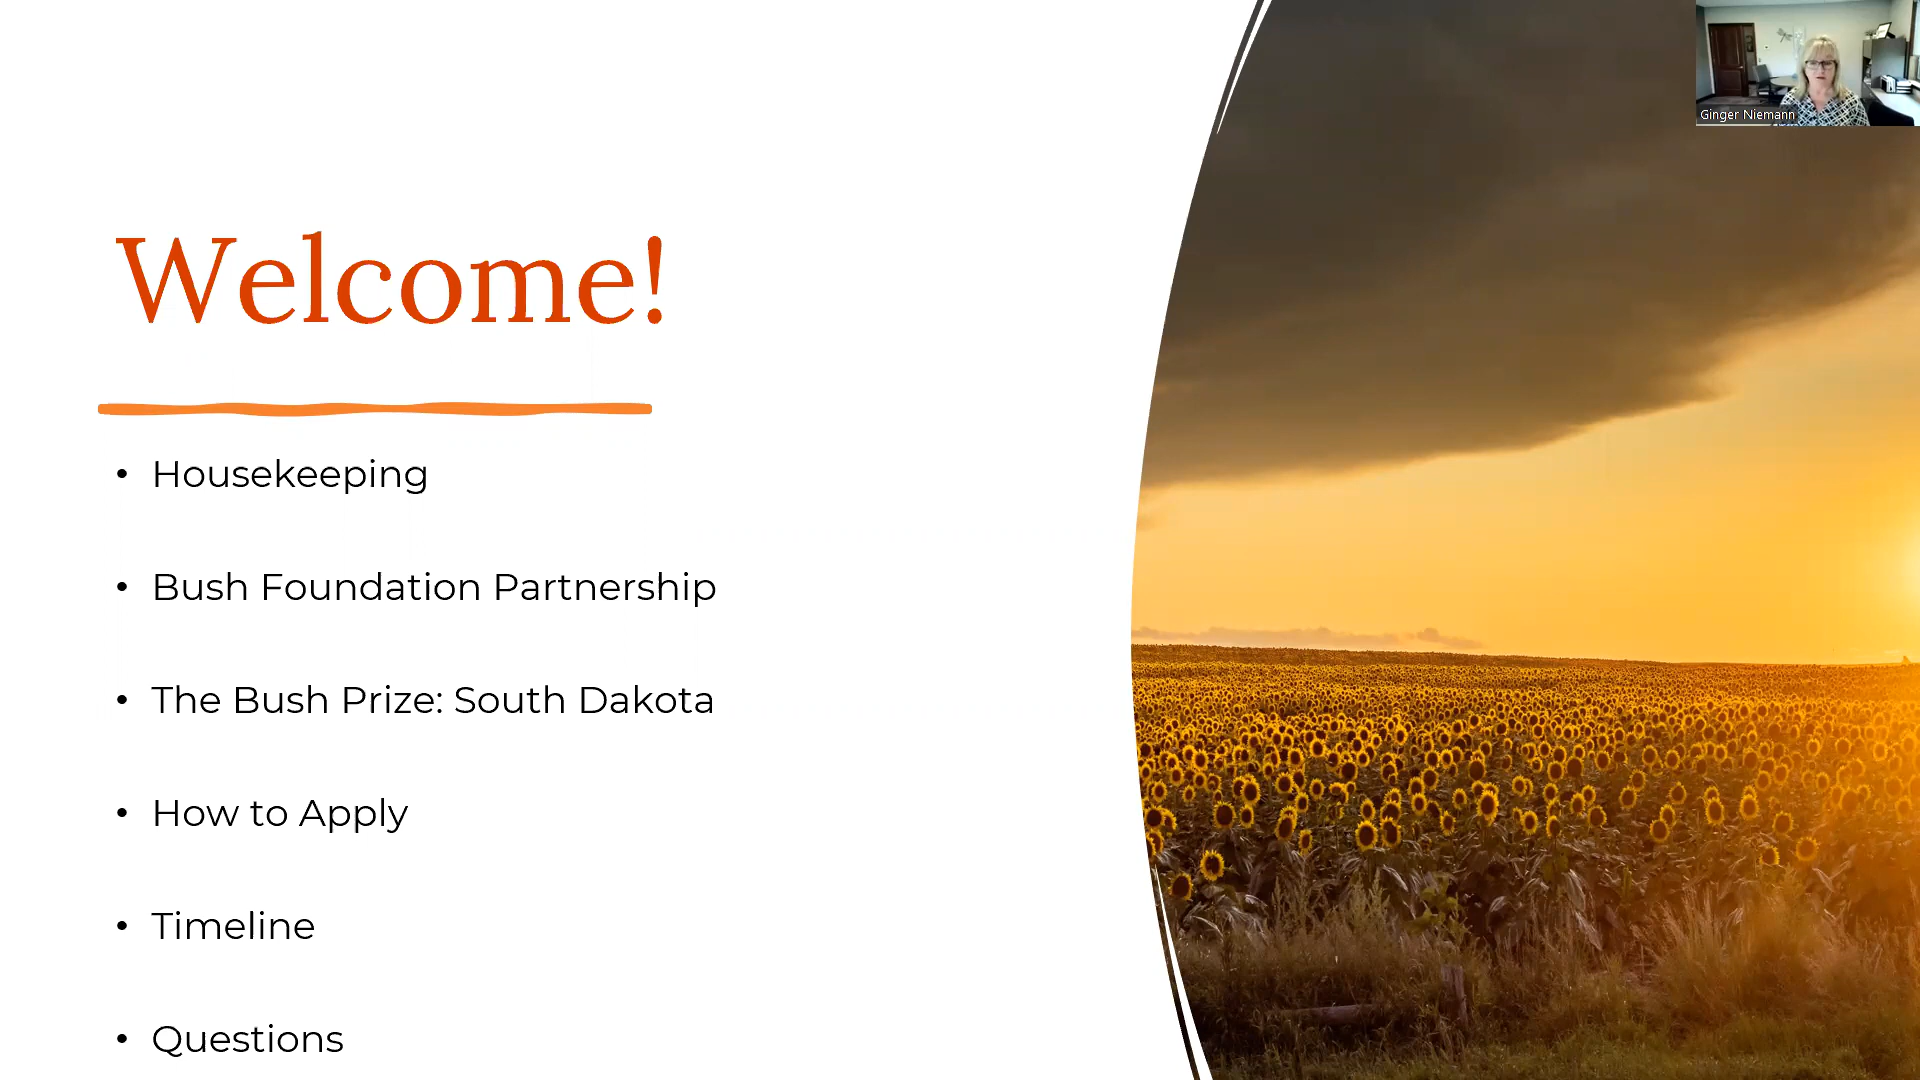 Welcome!
• Housekeeping
• Bush Foundation Partnership
• The Bush Prize: South Dakota
• How to Apply
• Timeline
• Questions
Ginger Niemann